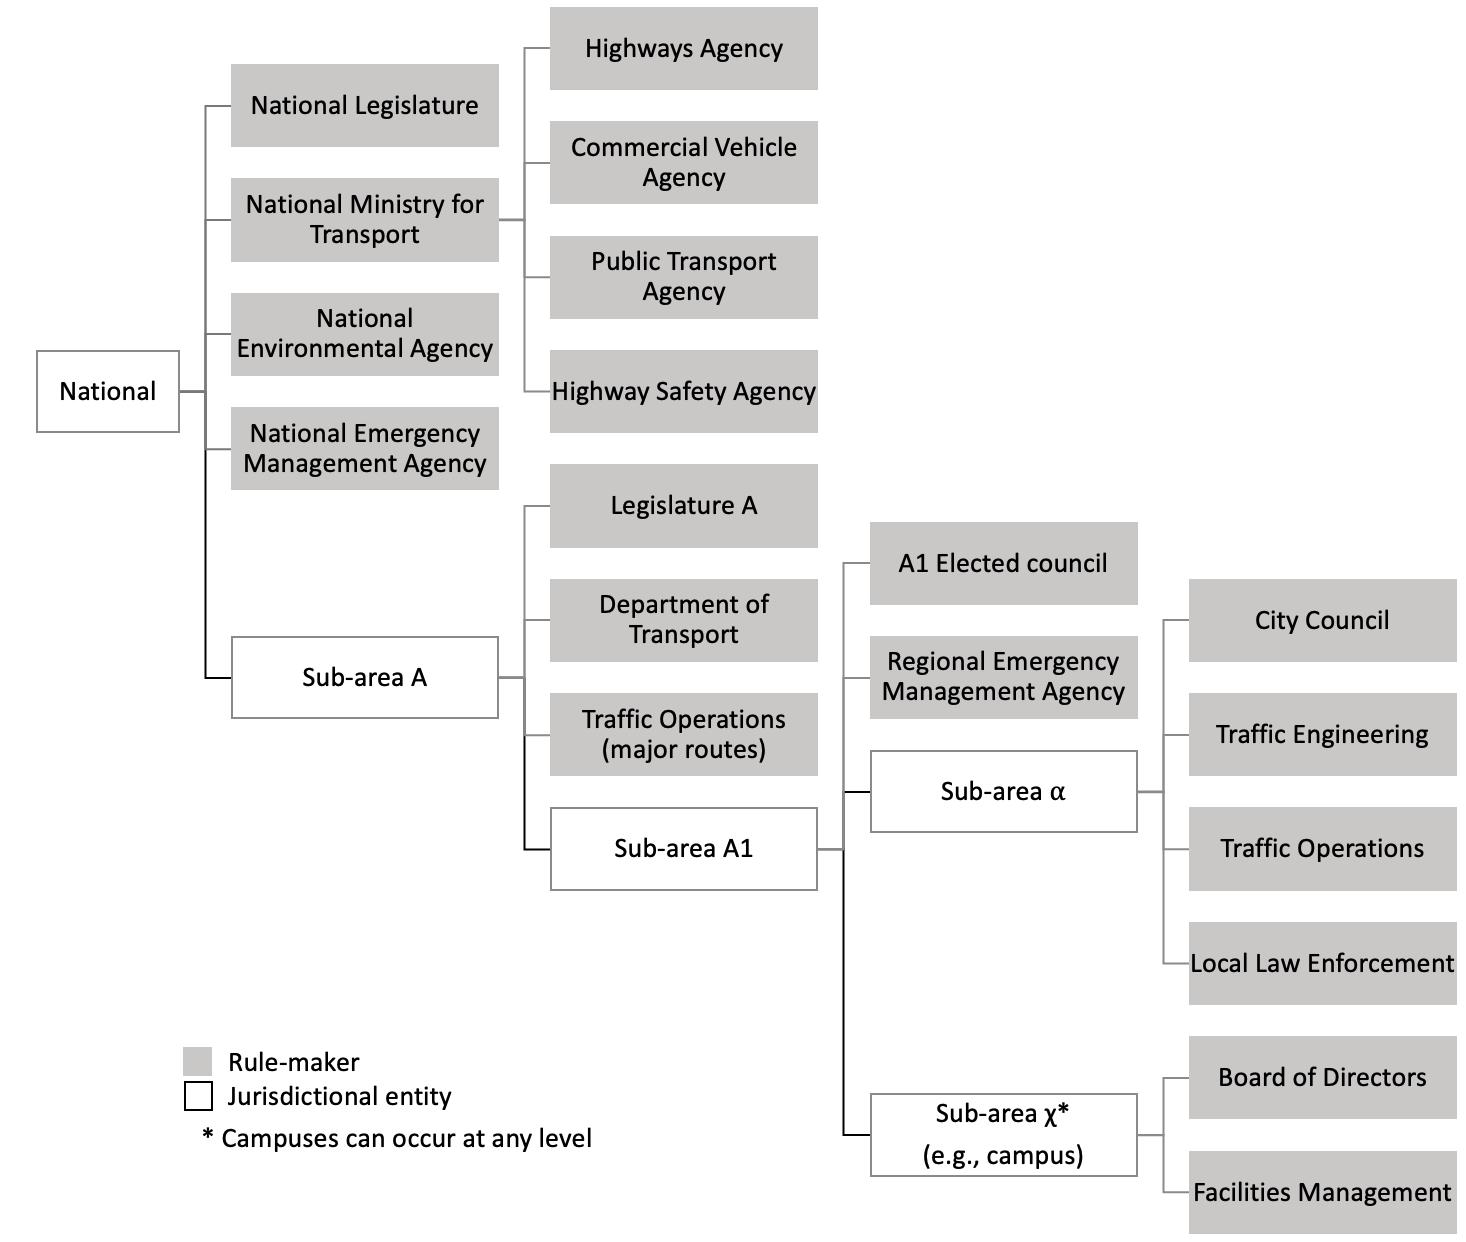 Highways Agency
National Legislature
Commercial Vehicle
Agency
National Ministry for
Transport
Public Transport
Agency
National
Environmental Agency
National
Highway Safety Agency
National Emergency
Management Agency
Legislature A
A1 Elected council
Department of
Transport
City Council
Sub-area A
Regional Emergency
Management Agency
Traffic Operations
(major routes)
Traffic Engineering
Sub-area α
Sub-area A1
Traffic Operations
Local Law Enforcement
Rule-maker
Jurisdictional entity
* Campuses can occur at any level
Board of Directors
Sub-area χ*
(e.g., campus)
Facilities Management